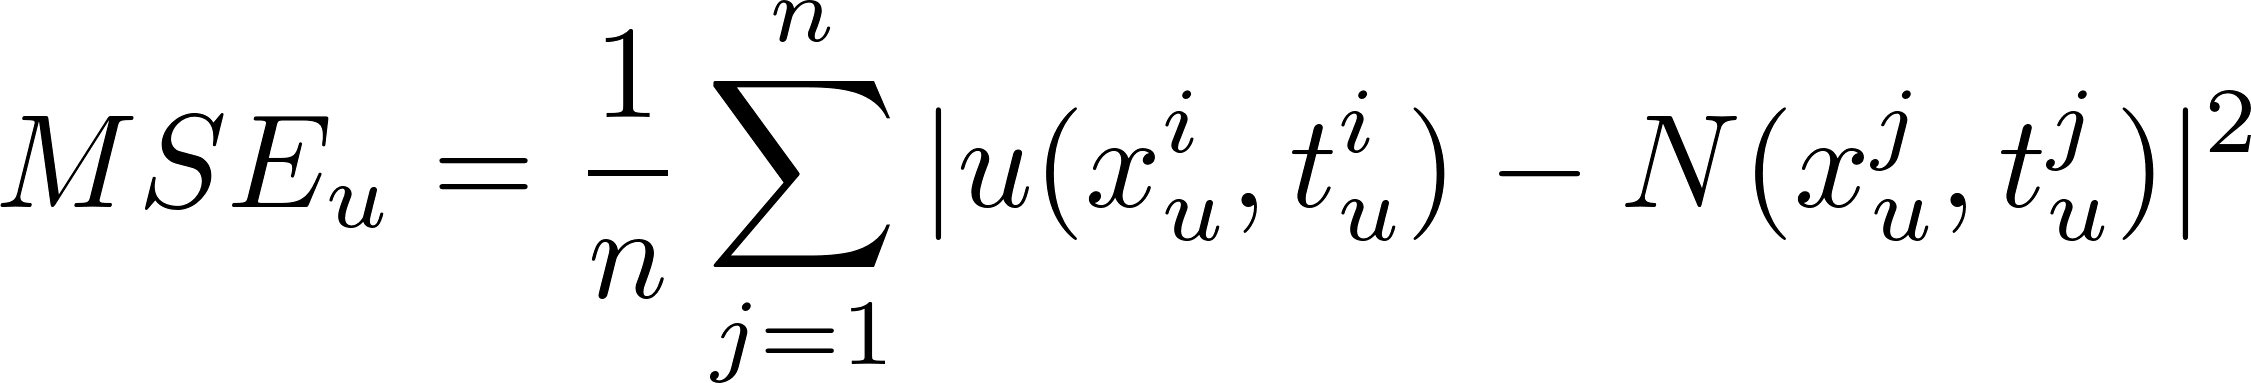 $MSE_u = \frac{1}{n} \sum_{j=1}^{n} |u(x_u^i, t_u^i) - N(x_u^j, t_u^j)|^2$